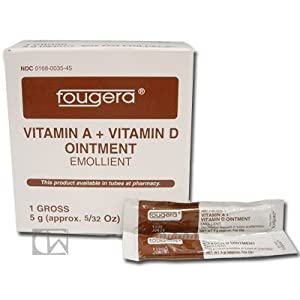 NDC 0168-0035-45
fougera®
VITAMIN A + VITAMIN D
OINTMENT
EMOLLIENT
This product available in tubes at pharmacy.
1 GROSS
5 g (approx. 5/32 Oz)
fougera
VITAMIN A +
VITAMIN D OINTMENT